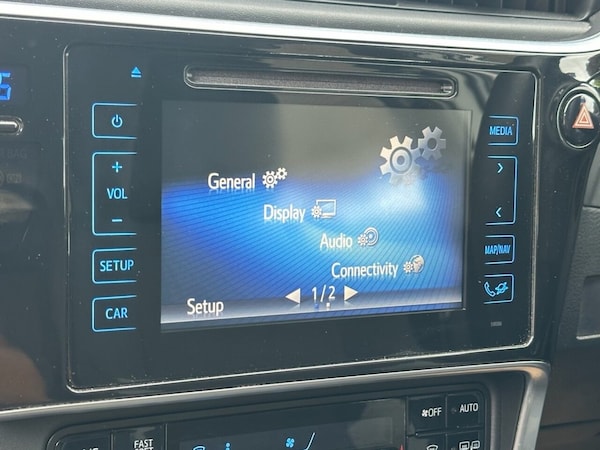 MEDIA
+
VOL
−
General
Display
Audio
Connectivity
SETUP
MAP/NAV
CAR
Setup
1/2
OFF
AUTO
FAST